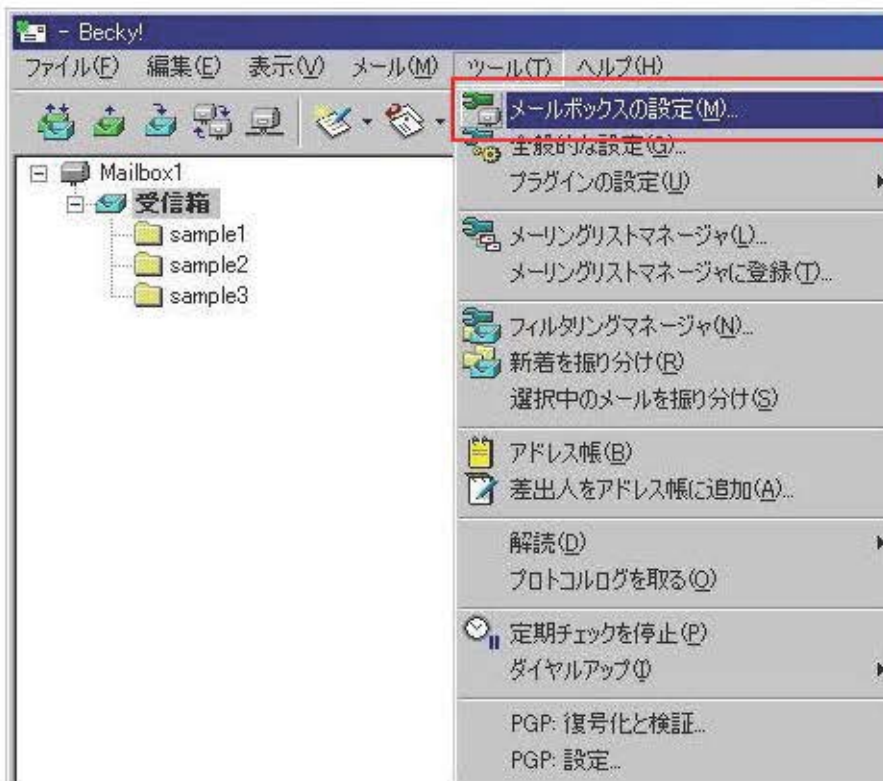 - Becky!
ファイル(F) 編集(E) 表示(V) メール(M) ツール(T) ヘルプ(H)
メールボックスの設定(M)...
全般的な設定(G)...
プラグインの設定(U)
メーリングリストマネージャ(L)...
メーリングリストマネージャに登録(T)...
フィルタリングマネージャ(N)...
新着を振り分け(R)
選択中のメールを振り分け(S)
アドレス帳(B)
差出人をアドレス帳に追加(A)...
解読(D)
プロトコルログを取る(O)
定期チェックを停止(P)
ダイヤルアップ(I)
PGP: 復号化と検証...
PGP: 設定...
Mailbox1
受信箱
sample1
sample2
sample3